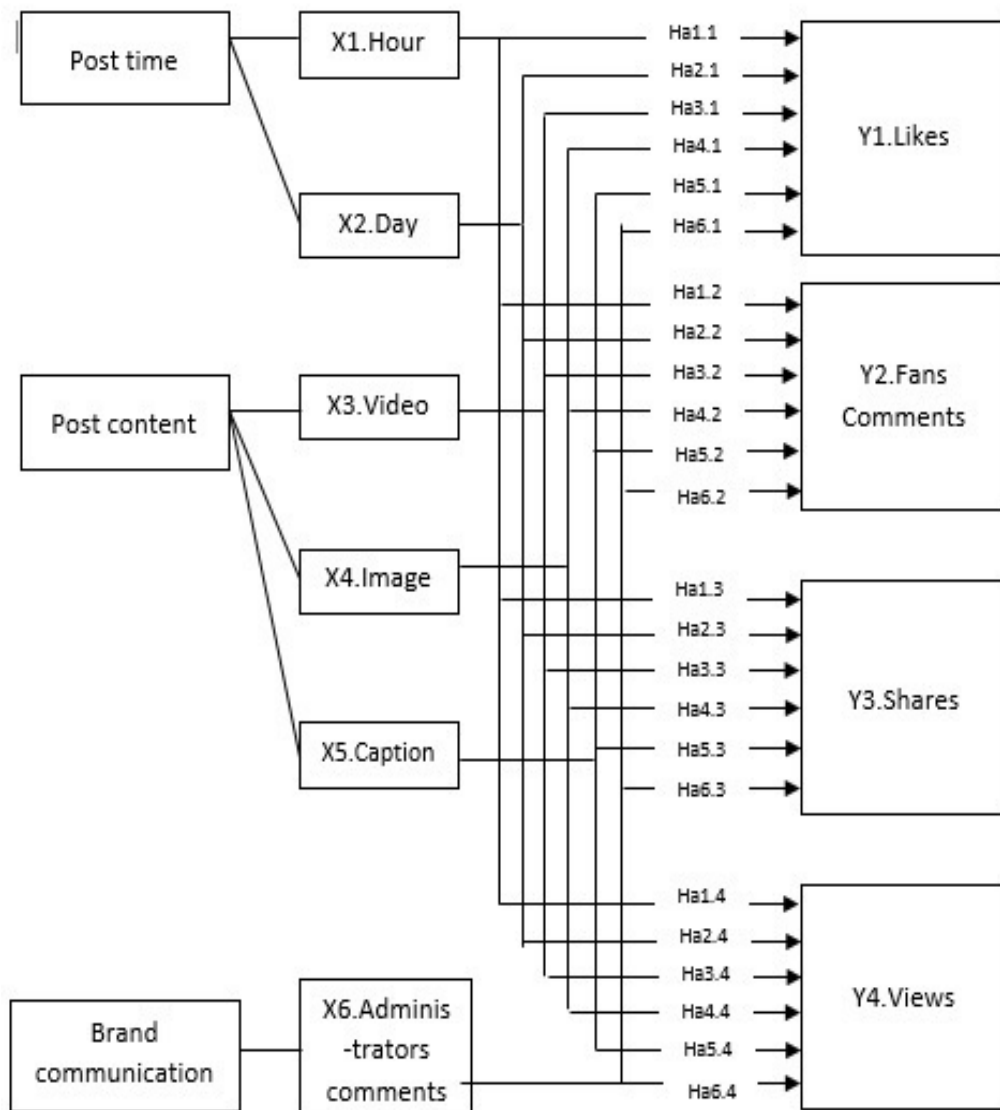 Post time
X1.Hour
X2.Day
Post content
X3.Video
X4.Image
X5.Caption
Brand
communication
X6.Adminis
-trators
comments
Ha1.1
Ha2.1
Ha3.1
Ha4.1
Ha5.1
Ha6.1
Y1.Likes
Ha1.2
Ha2.2
Ha3.2
Ha4.2
Ha5.2
Ha6.2
Y2.Fans
Comments
Ha1.3
Ha2.3
Ha3.3
Ha4.3
Ha5.3
Ha6.3
Y3.Shares
Ha1.4
Ha2.4
Ha3.4
Ha4.4
Ha5.4
Ha6.4
Y4.Views